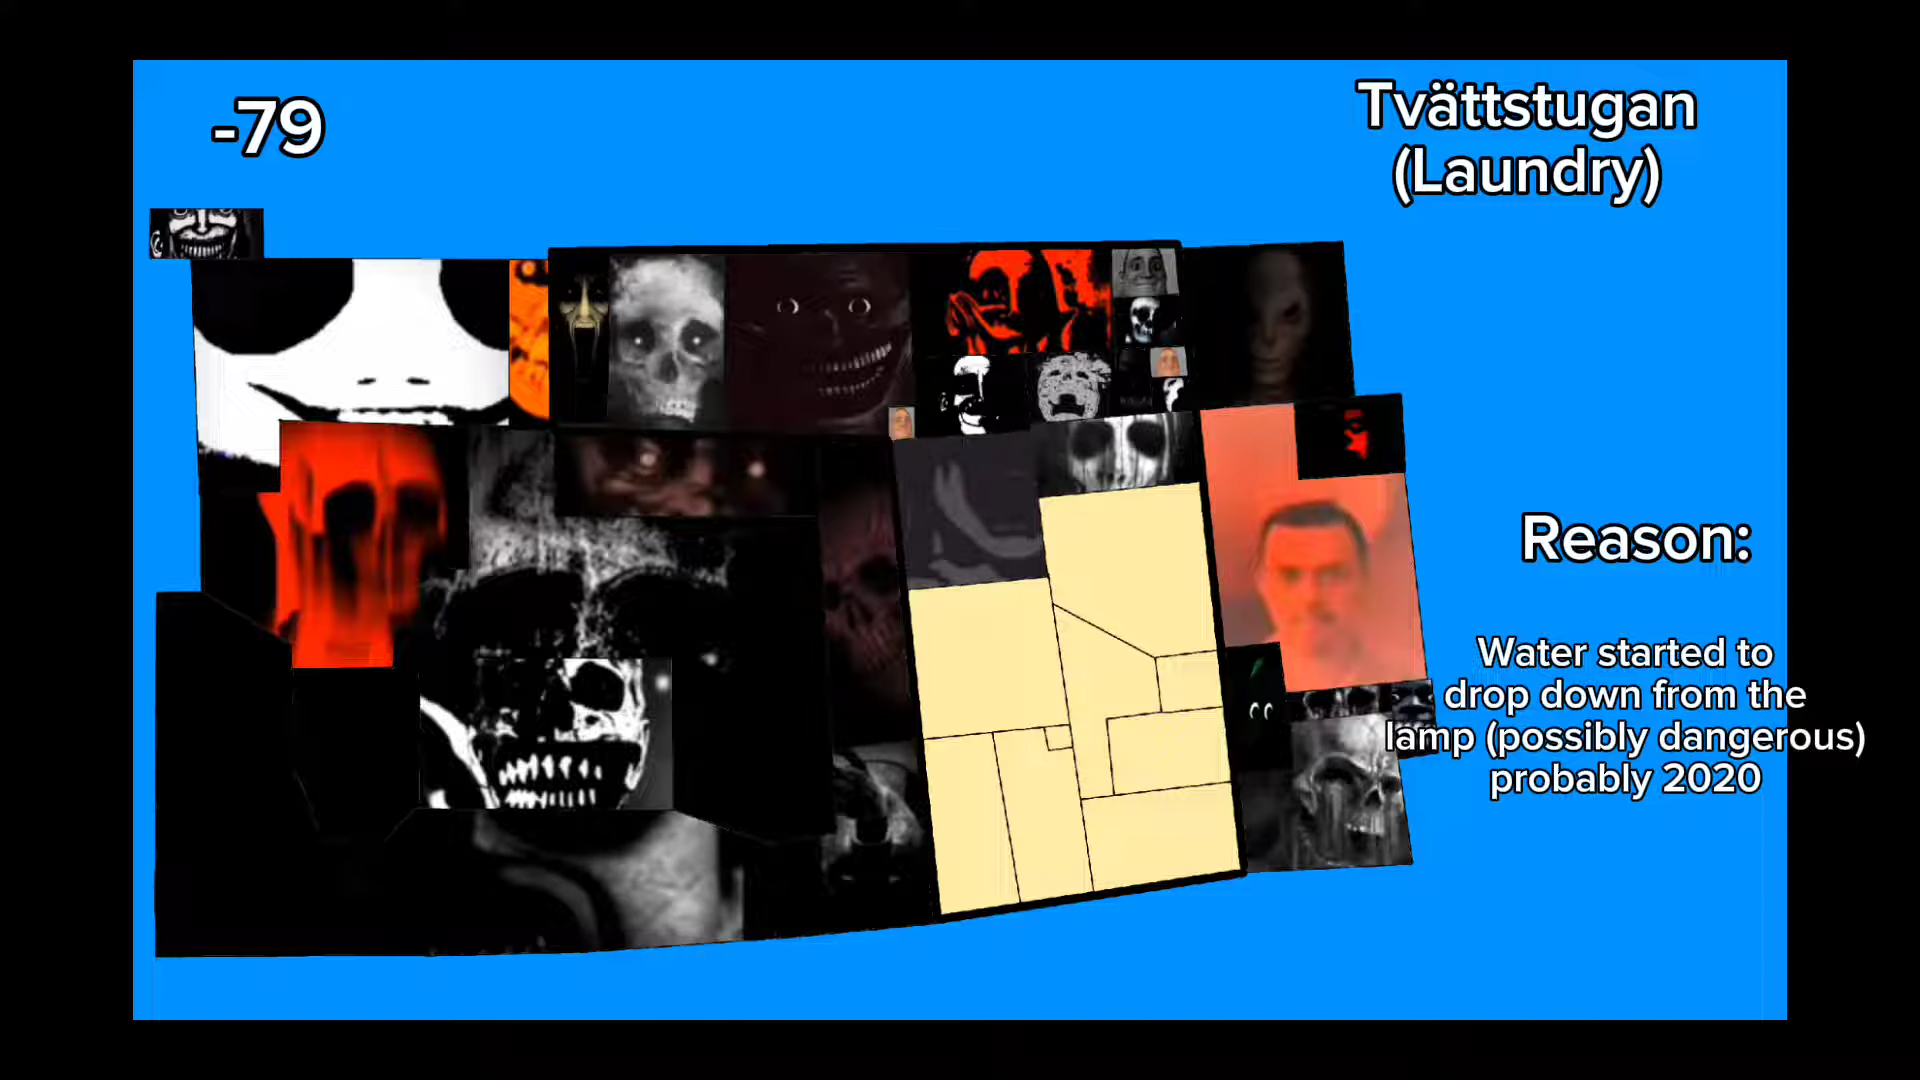 -79
Tvättstugan
(Laundry)
Reason:
Water started to
drop down from the
lamp (possibly dangerous)
probably 2020